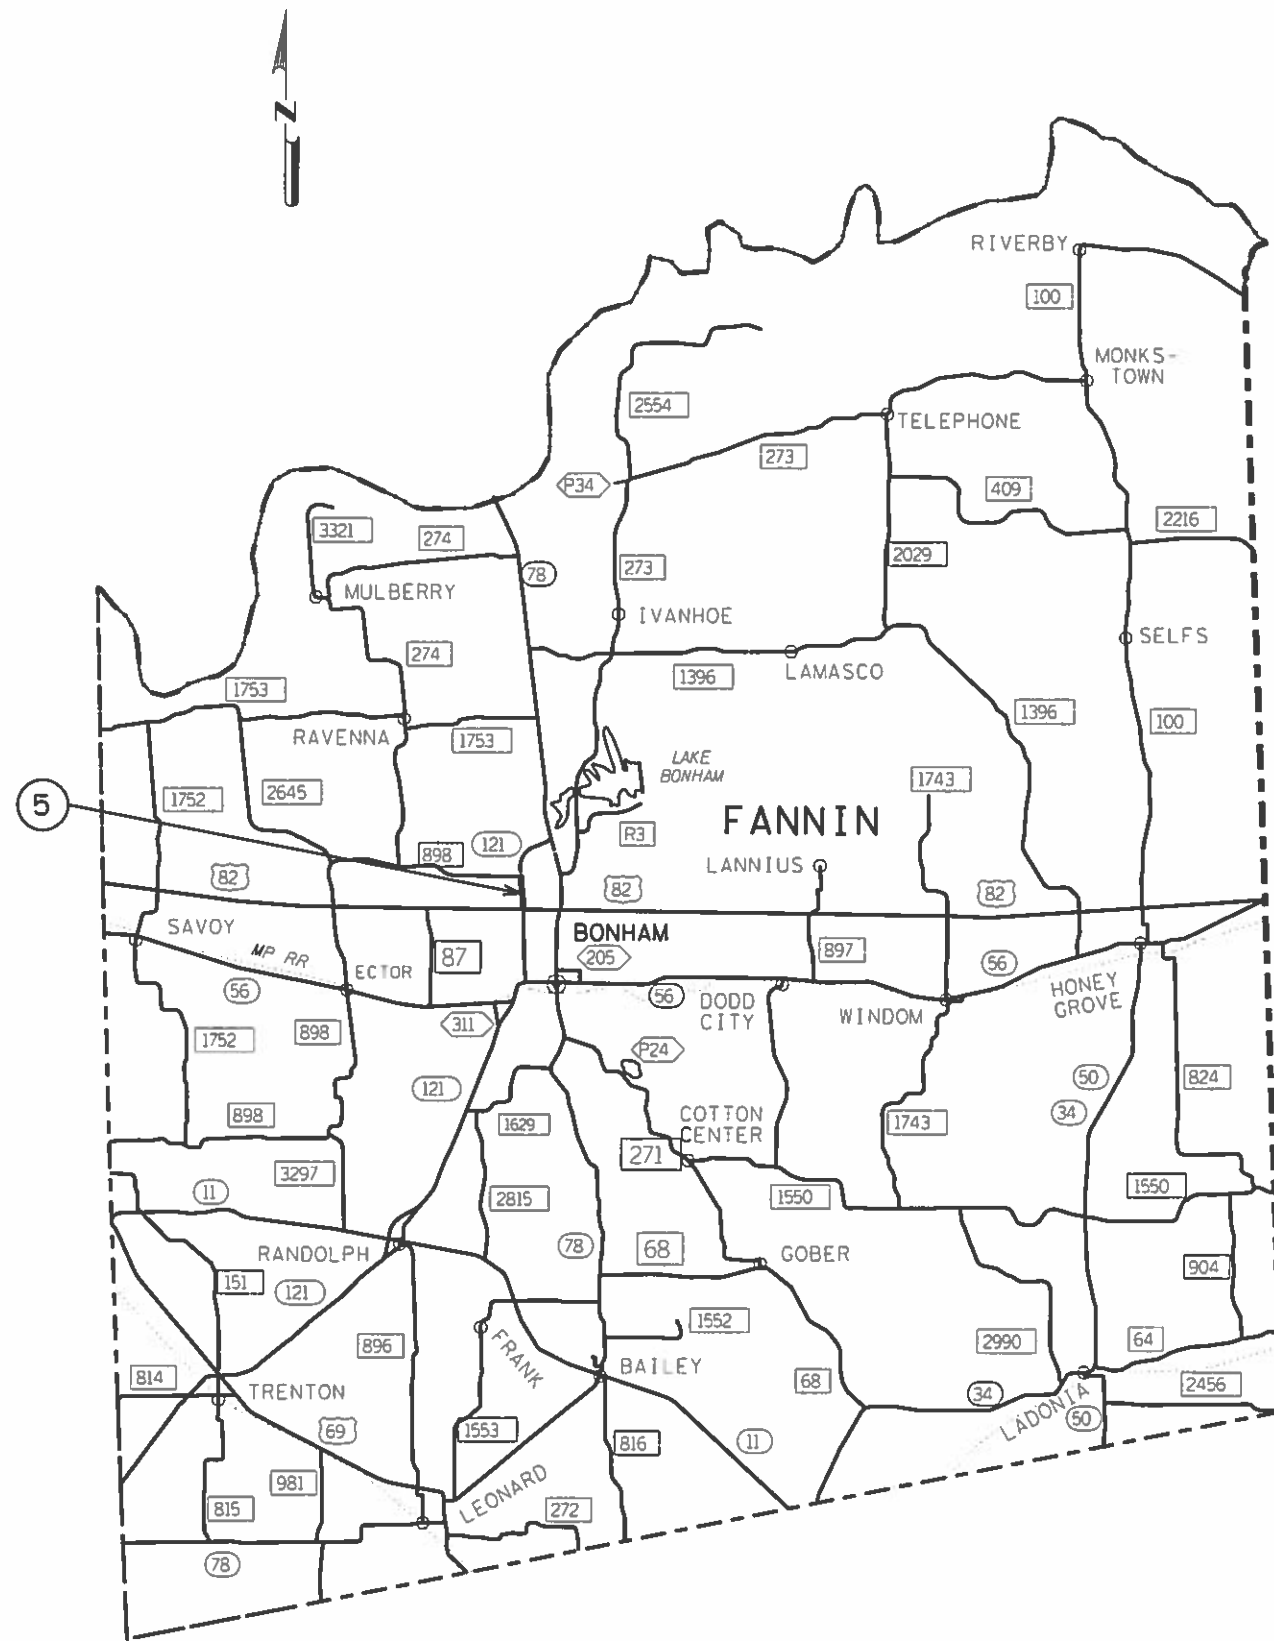 N
RIVERBY
100
MONKS-
TOWN
2554
TELEPHONE
273
P34
409
3321
274
2216
2029
78
273
MULBERRY
IVANHOE
SELFS
274
LAMASCO
1396
1753
1396
100
RAVENNA
1753
LAKE
BONHAM
1743
1752
2645
5
FANNIN
R3
121
898
LANNIUS
82
82
82
SAVOY
BONHAM
MP RR
87
205
897
ECTOR
56
56
56
DODD
CITY
HONEY
GROVE
WINDOM
311
1752
898
P24
50
824
121
898
1629
COTTON
CENTER
1743
34
271
3297
11
2815
1550
1550
RANDOLPH
78
68
GOBER
904
151
121
1552
896
FRANK
BAILEY
2990
64
814
TRENTON
68
34
2456
LADONIA
50
69
1553
816
11
981
LEONARD
815
272
78